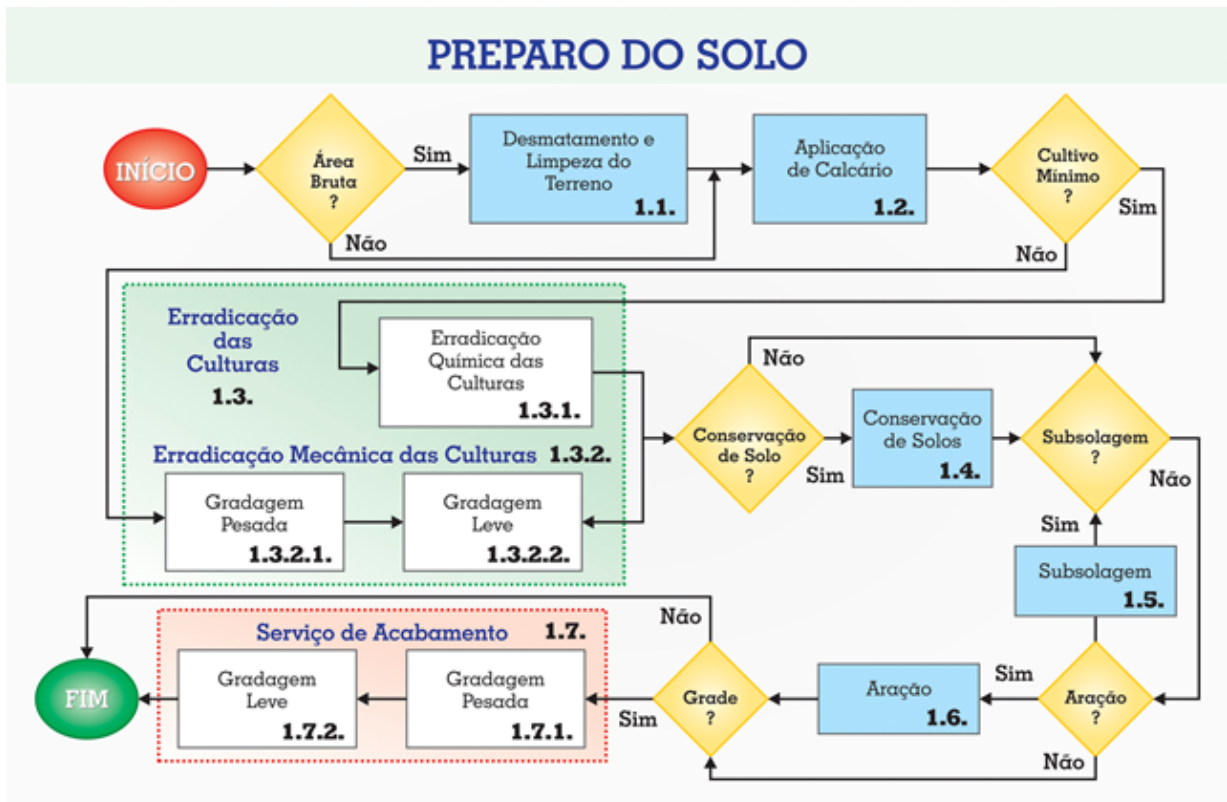 PREPARO DO SOLO
INÍCIO
Área
Bruta
?
Sim
Não
Desmatamento e
Limpeza do
Terreno
1.1.
Aplicação
de Calcário
1.2.
Cultivo
Mínimo
?
Sim
Não
Erradicação
das
Culturas
1.3.
Erradicação
Química das
Culturas
1.3.1.
Erradicação Mecânica das Culturas 1.3.2.
Gradagem
Pesada
1.3.2.1.
Gradagem
Leve
1.3.2.2.
Conservação
de Solo
?
Não
Sim
Conservação
de Solos
1.4.
Subsolagem
?
Não
Sim
Subsolagem
1.5.
Aração
?
Sim
Não
Aração
1.6.
Grade
?
Não
Sim
Serviço de Acabamento 1.7.
Gradagem
Pesada
1.7.1.
Gradagem
Leve
1.7.2.
FIM